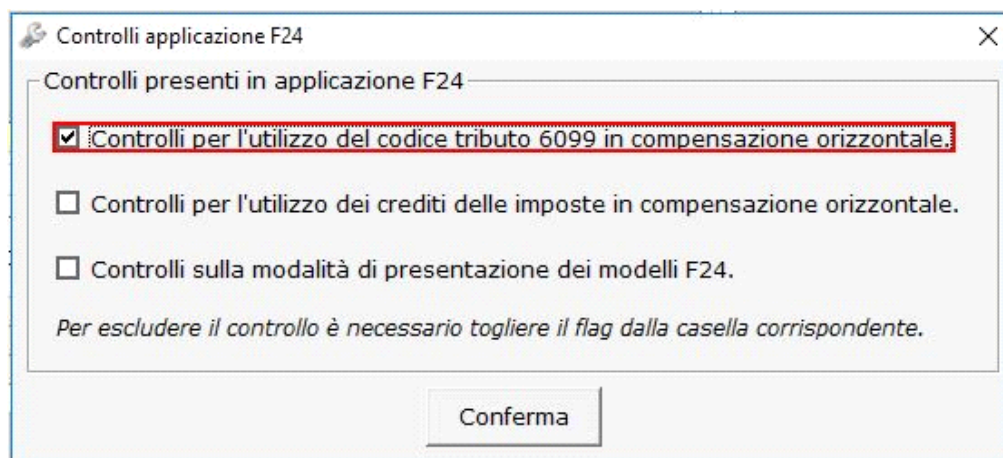 Controlli applicazione F24
Controlli presenti in applicazione F24
Controlli per l'utilizzo del codice tributo 6099 in compensazione orizzontale.
Controlli per l'utilizzo dei crediti delle imposte in compensazione orizzontale.
Controlli sulla modalità di presentazione dei modelli F24.
Per escludere il controllo è necessario togliere il flag dalla casella corrispondente.
Conferma